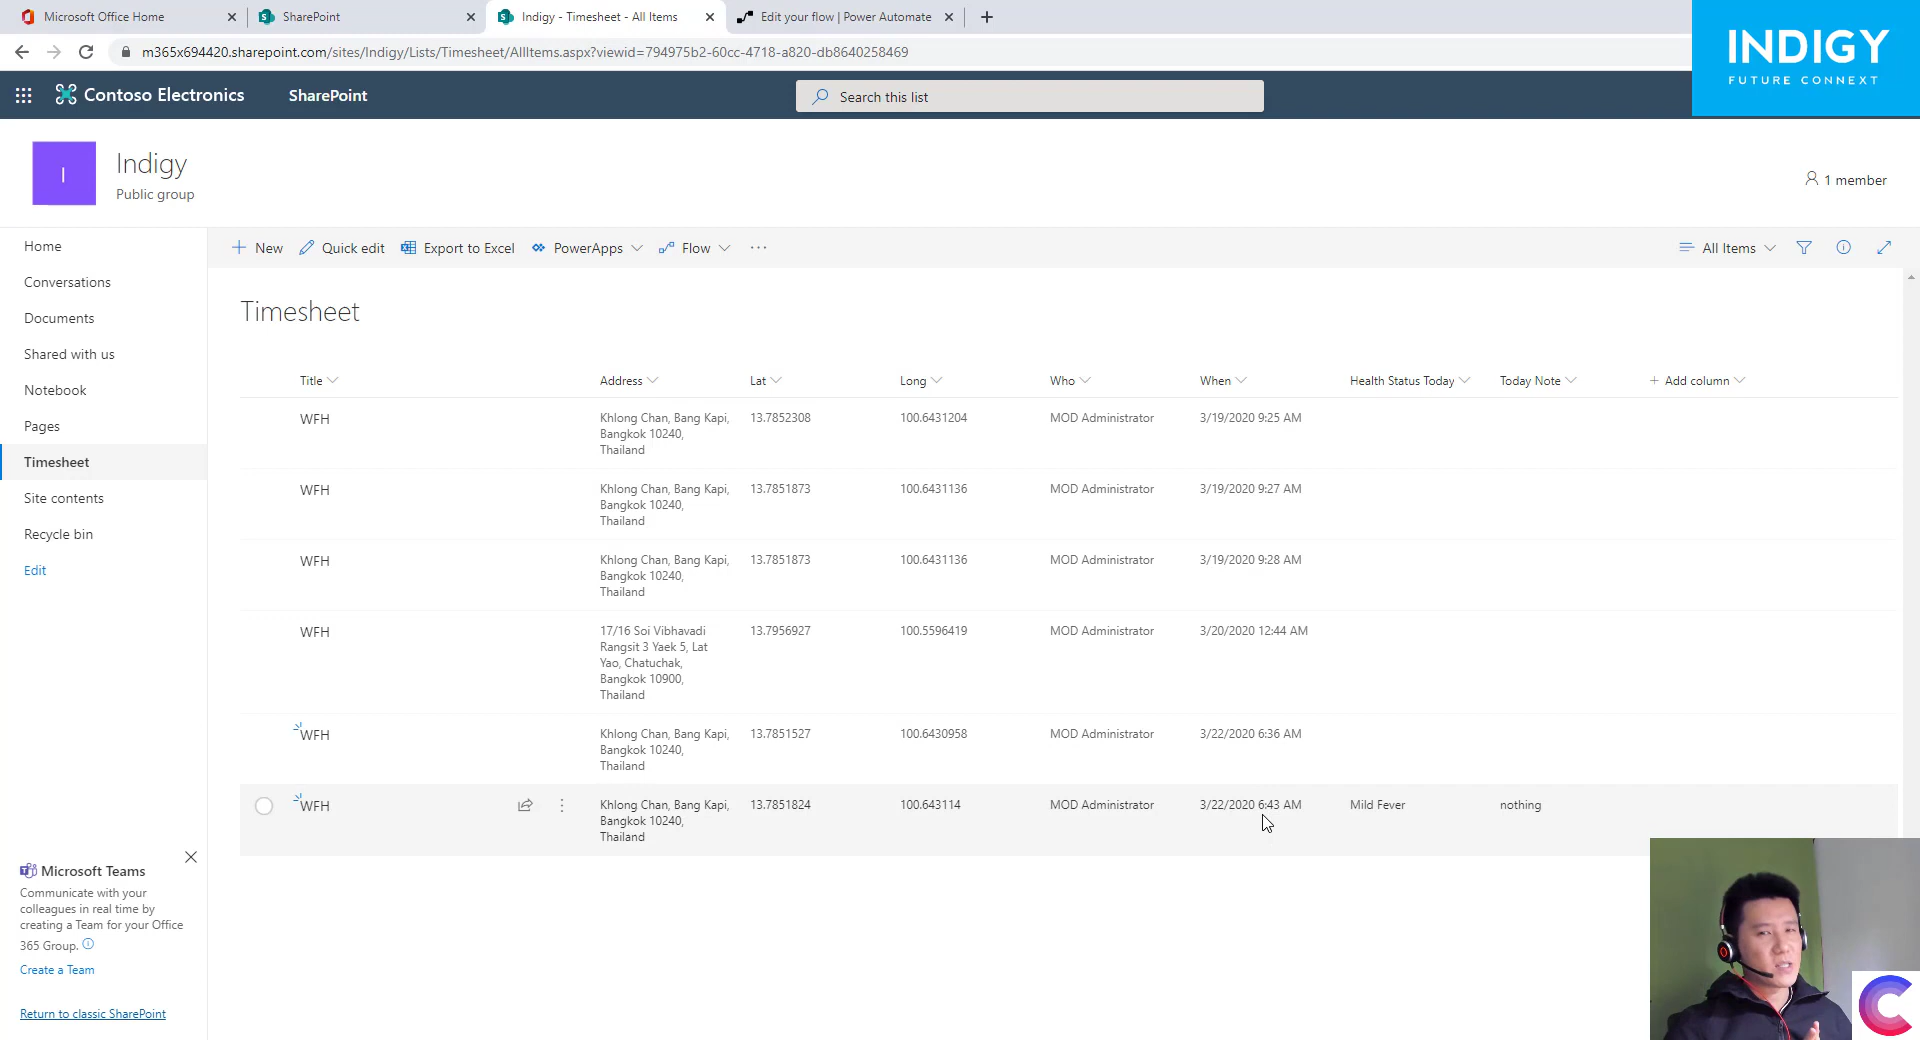 Microsoft Office Home
SharePoint
Indigy - Timesheet - All Items
Edit your flow | Power Automate
m365x694420.sharepoint.com/sites/Indigy/Lists/Timesheet/AllItems.aspx?viewid=794975b2-60cc-4718-a820-db8640258469
INDIGY
FUTURE CONNEXT
Contoso Electronics
SharePoint
Search this list
I
Indigy
Public group
1 member
Home
Conversations
Documents
Shared with us
Notebook
Pages
Timesheet
Site contents
Recycle bin
Edit
New
Quick edit
Export to Excel
PowerApps
Flow
All Items
Timesheet
Title
Address
Lat
Long
Who
When
Health Status Today
Today Note
Add column
WFH
Khlong Chan, Bang Kapi,
Bangkok 10240,
Thailand
13.7852308
100.6431204
MOD Administrator
3/19/2020 9:25 AM
WFH
Khlong Chan, Bang Kapi,
Bangkok 10240,
Thailand
13.7851873
100.6431136
MOD Administrator
3/19/2020 9:27 AM
WFH
Khlong Chan, Bang Kapi,
Bangkok 10240,
Thailand
13.7851873
100.6431136
MOD Administrator
3/19/2020 9:28 AM
WFH
17/16 Soi Vibhavadi
Rangsit 3 Yaek 5, Lat
Yao, Chatuchak,
Bangkok 10900,
Thailand
13.7956927
100.5596419
MOD Administrator
3/20/2020 12:44 AM
WFH
Khlong Chan, Bang Kapi,
Bangkok 10240,
Thailand
13.7851527
100.6430958
MOD Administrator
3/22/2020 6:36 AM
WFH
Khlong Chan, Bang Kapi,
Bangkok 10240,
Thailand
13.7851824
100.643114
MOD Administrator
3/22/2020 6:43 AM
Mild Fever
nothing
Microsoft Teams
Communicate with your
colleagues in real time by
creating a Team for your Office
365 Group.
Create a Team
Return to classic SharePoint